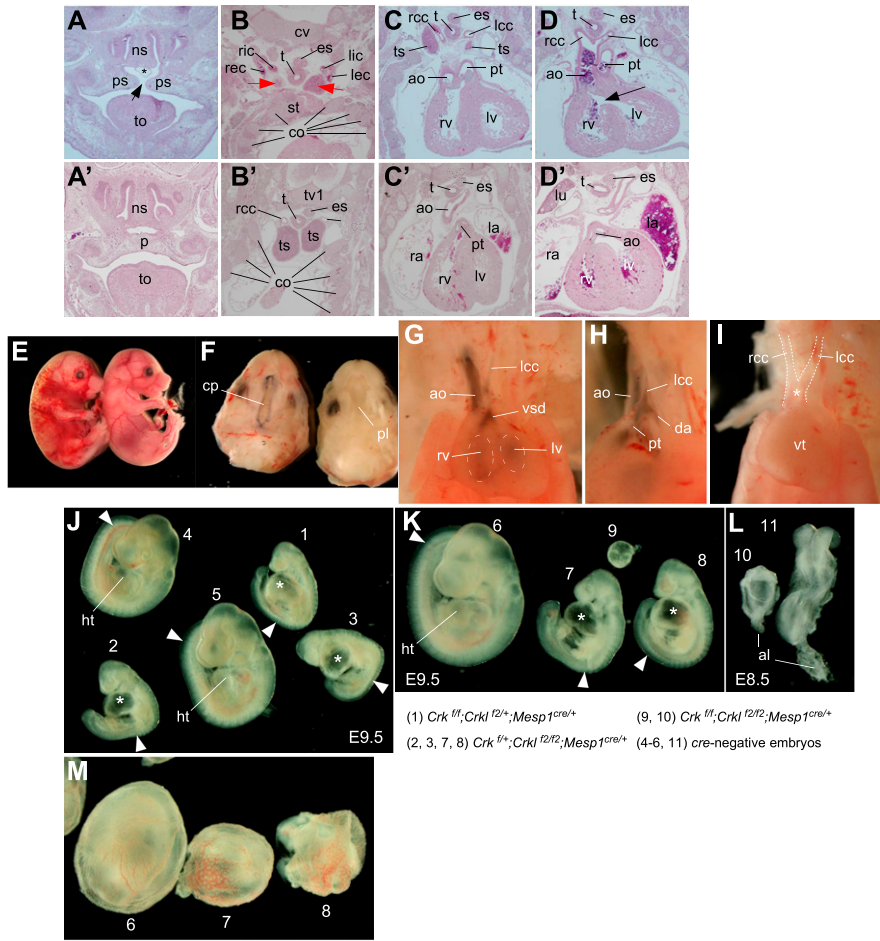 A
ns
*
ps
ps
to
B
cv
ric
t
es
lic
rec
lec
st
co
C
rcc
t
es
lcc
ts
ts
ao
pt
rv
lv
D
t
es
rcc
lcc
ao
pt
rv
lv
A’
ns
p
to
B’
tv1
rcc
t
es
ts
ts
co
C’
t
es
ao
la
pt
ra
rv
lv
D’
lu
t
es
la
ao
ra
rv
lv
E
F
cp
pl
G
lcc
ao
vsd
rv
lv
H
ao
lcc
da
pt
I
rcc
lcc
*
vt
J
4
1
ht
*
5
2
3
*
*
ht
E9.5
K
6
9
7
8
*
*
ht
E9.5
L
11
10
al
E8.5
(1) Crk f/f;Crkl f2/+;Mesp1cre/+
(9, 10) Crk f/f;Crkl f2/f2;Mesp1cre/+
(2, 3, 7, 8) Crk f/+;Crkl f2/f2;Mesp1cre/+
(4-6, 11) cre-negative embryos
M
6
7
8